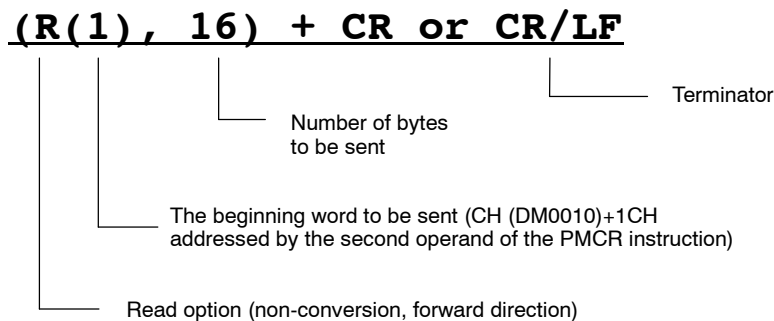 (R(1), 16) + CR or CR/LF
Terminator
Number of bytes
to be sent
The beginning word to be sent (CH (DM0010)+1CH
addressed by the second operand of the PMCR instruction)
Read option (non-conversion, forward direction)